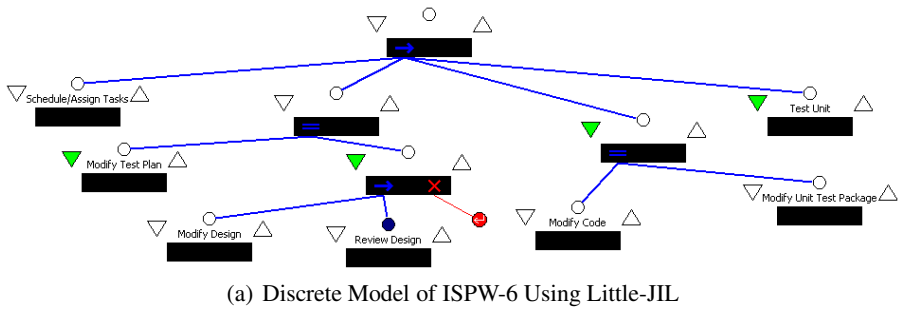 Schedule/Assign Tasks
Test Unit
Modify Test Plan
Modify Unit Test Package
Modify Design
Review Design
Modify Code
(a) Discrete Model of ISPW-6 Using Little-JIL